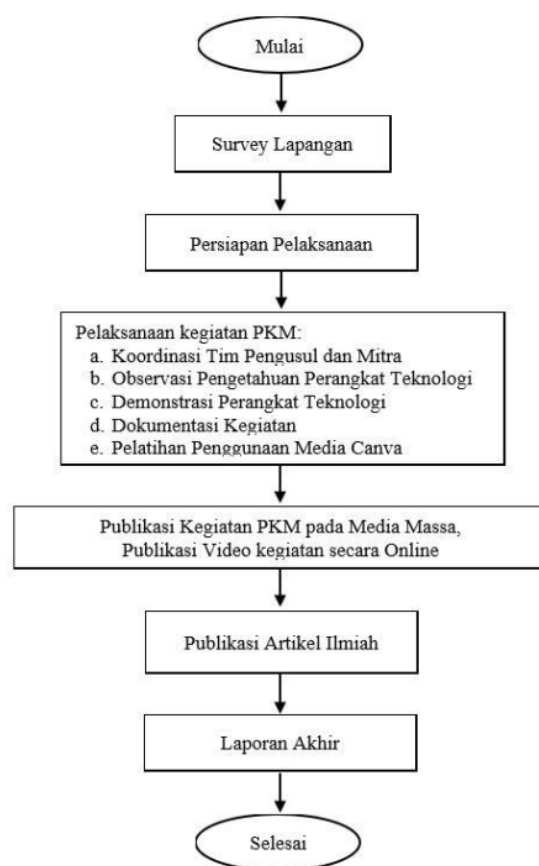 Mulai
Survey Lapangan
Persiapan Pelaksanaan
Pelaksanaan kegiatan PKM:
a. Koordinasi Tim Pengusul dan Mitra
b. Observasi Pengetahuan Perangkat Teknologi
c. Demonstrasi Perangkat Teknologi
d. Dokumentasi Kegiatan
e. Pelatihan Penggunaan Media Canva
Publikasi Kegiatan PKM pada Media Massa,
Publikasi Video kegiatan secara Online
Publikasi Artikel Ilmiah
Laporan Akhir
Selesai